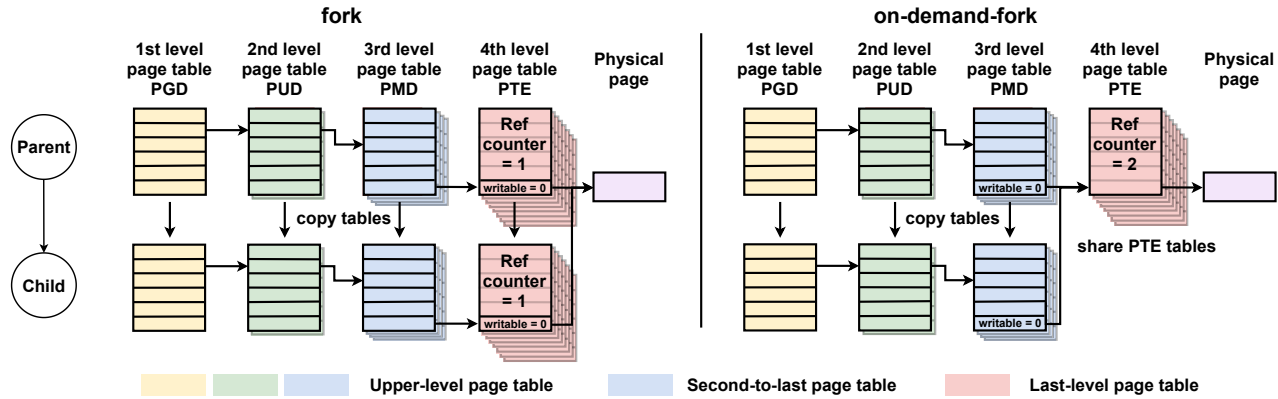 fork
on-demand-fork
1st level
page table
PGD
2nd level
page table
PUD
3rd level
page table
PMD
4th level
page table
PTE
Physical
page
1st level
page table
PGD
2nd level
page table
PUD
3rd level
page table
PMD
4th level
page table
PTE
Physical
page
Parent
Ref
counter
= 1
writable = 0
Ref
counter
= 2
writable = 0
copy tables
copy tables
share PTE tables
Child
Ref
counter
= 1
writable = 0
writable = 0
Upper-level page table
Second-to-last page table
Last-level page table